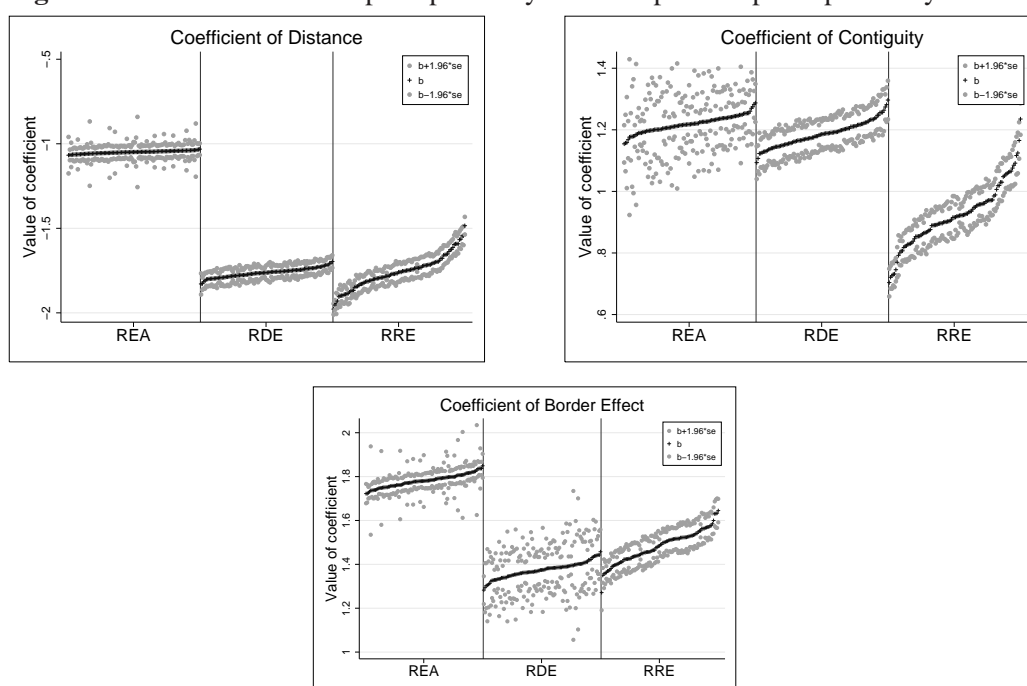 Coefficient of Distance
Value of coefficient
-.5
-1
-1.5
-2
b+1.96*se
b
b−1.96*se
REA RDE RRE
Coefficient of Contiguity
Value of coefficient
1.4
1.2
1
.8
.6
b+1.96*se
b
b−1.96*se
REA RDE RRE
Coefficient of Border Effect
Value of coefficient
2
1.8
1.6
1.4
1.2
1
b+1.96*se
b
b−1.96*se
REA RDE RRE